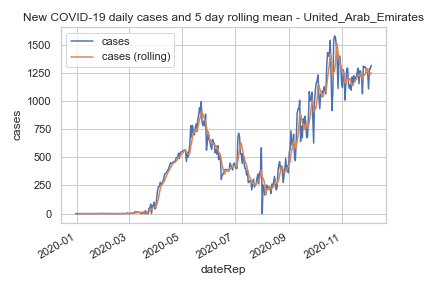 New COVID-19 daily cases and 5 day rolling mean - United_Arab_Emirates
cases
cases (rolling)
1500
1250
1000
750
500
250
0
cases
2020-01
2020-03
2020-05
2020-07
2020-09
2020-11
dateRep